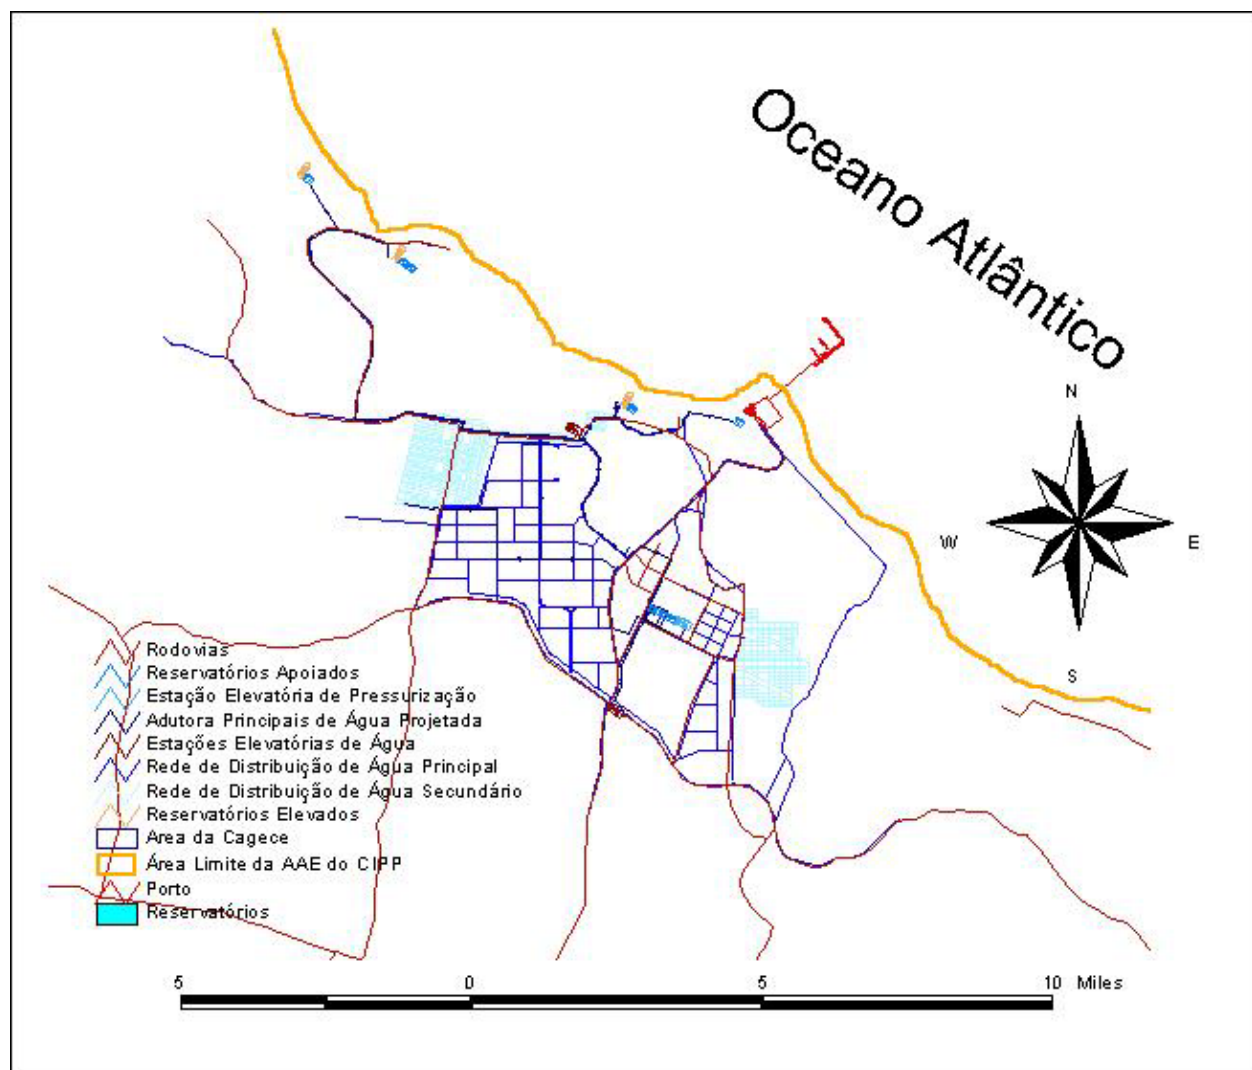 Oceano Atlântico
N
W
E
S
Rodovias
Reservatórios Apoiados
Estação Elevatória de Pressurização
Adutora Principais de Água Projetada
Estações Elevatórias de Água
Rede de Distribuição de Água Principal
Rede de Distribuição de Água Secundário
Reservatórios Elevados
Area da Cagece
Área Limite da AAE do CIPP
Porto
Reservatórios
5 0 5 10 Miles